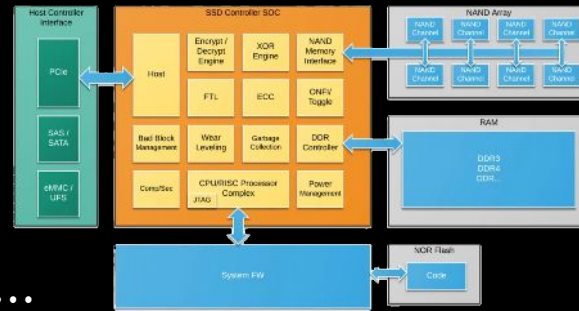 Host Controller
Interface
PCIe
SAS /
SATA
eMMC /
UFS
SSD Controller SOC
Host
Encrypt /
Decrypt
Engine
XOR
Engine
NAND
Memory
Interface
FTL
ECC
ONFI/
Toggle
Bad Block
Management
Wear
Leveling
Garbage
Collection
DDR
Controller
Comp/Sec
CPU/RISC Processor
Complex
JTAG
Power
Management
NAND Array
NAND
Channel
NAND
Channel
NAND
Channel
NAND
Channel
NAND
Channel
NAND
Channel
NAND
Channel
NAND
Channel
RAM
DDR3
DDR4
DDR...
System FW
NOR Flash
Code
...